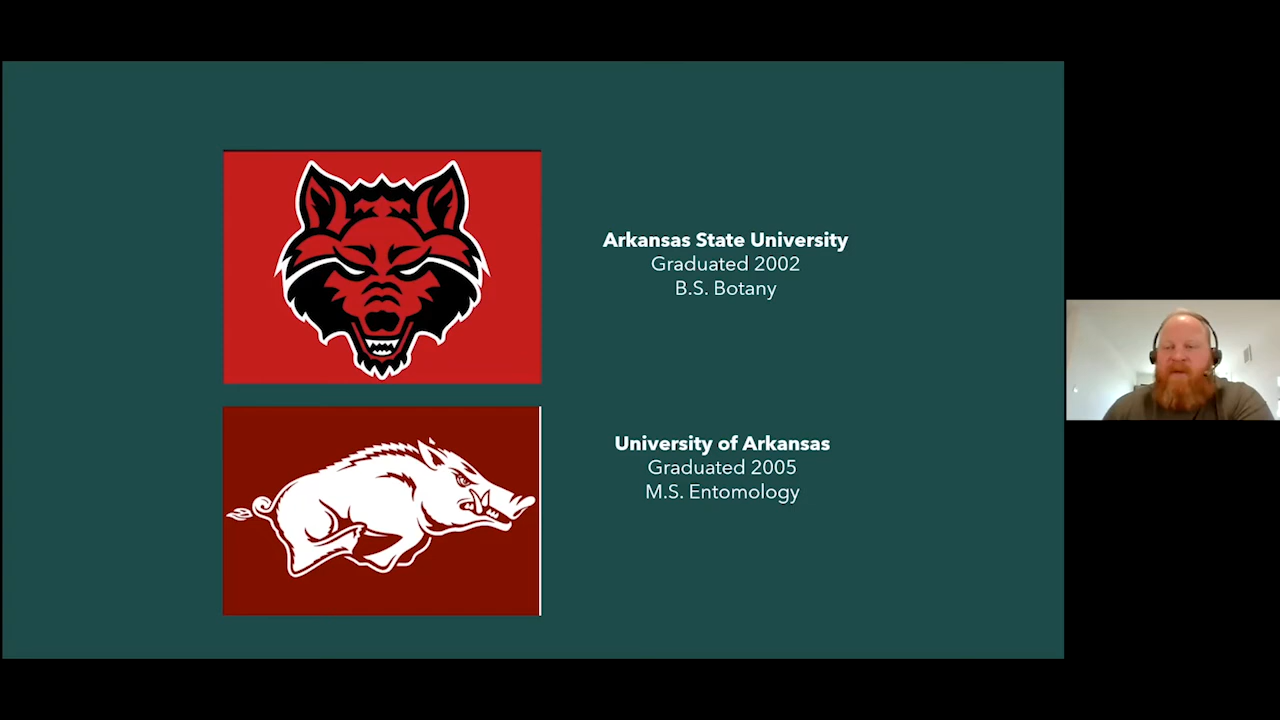 Arkansas State University
Graduated 2002
B.S. Botany
University of Arkansas
Graduated 2005
M.S. Entomology